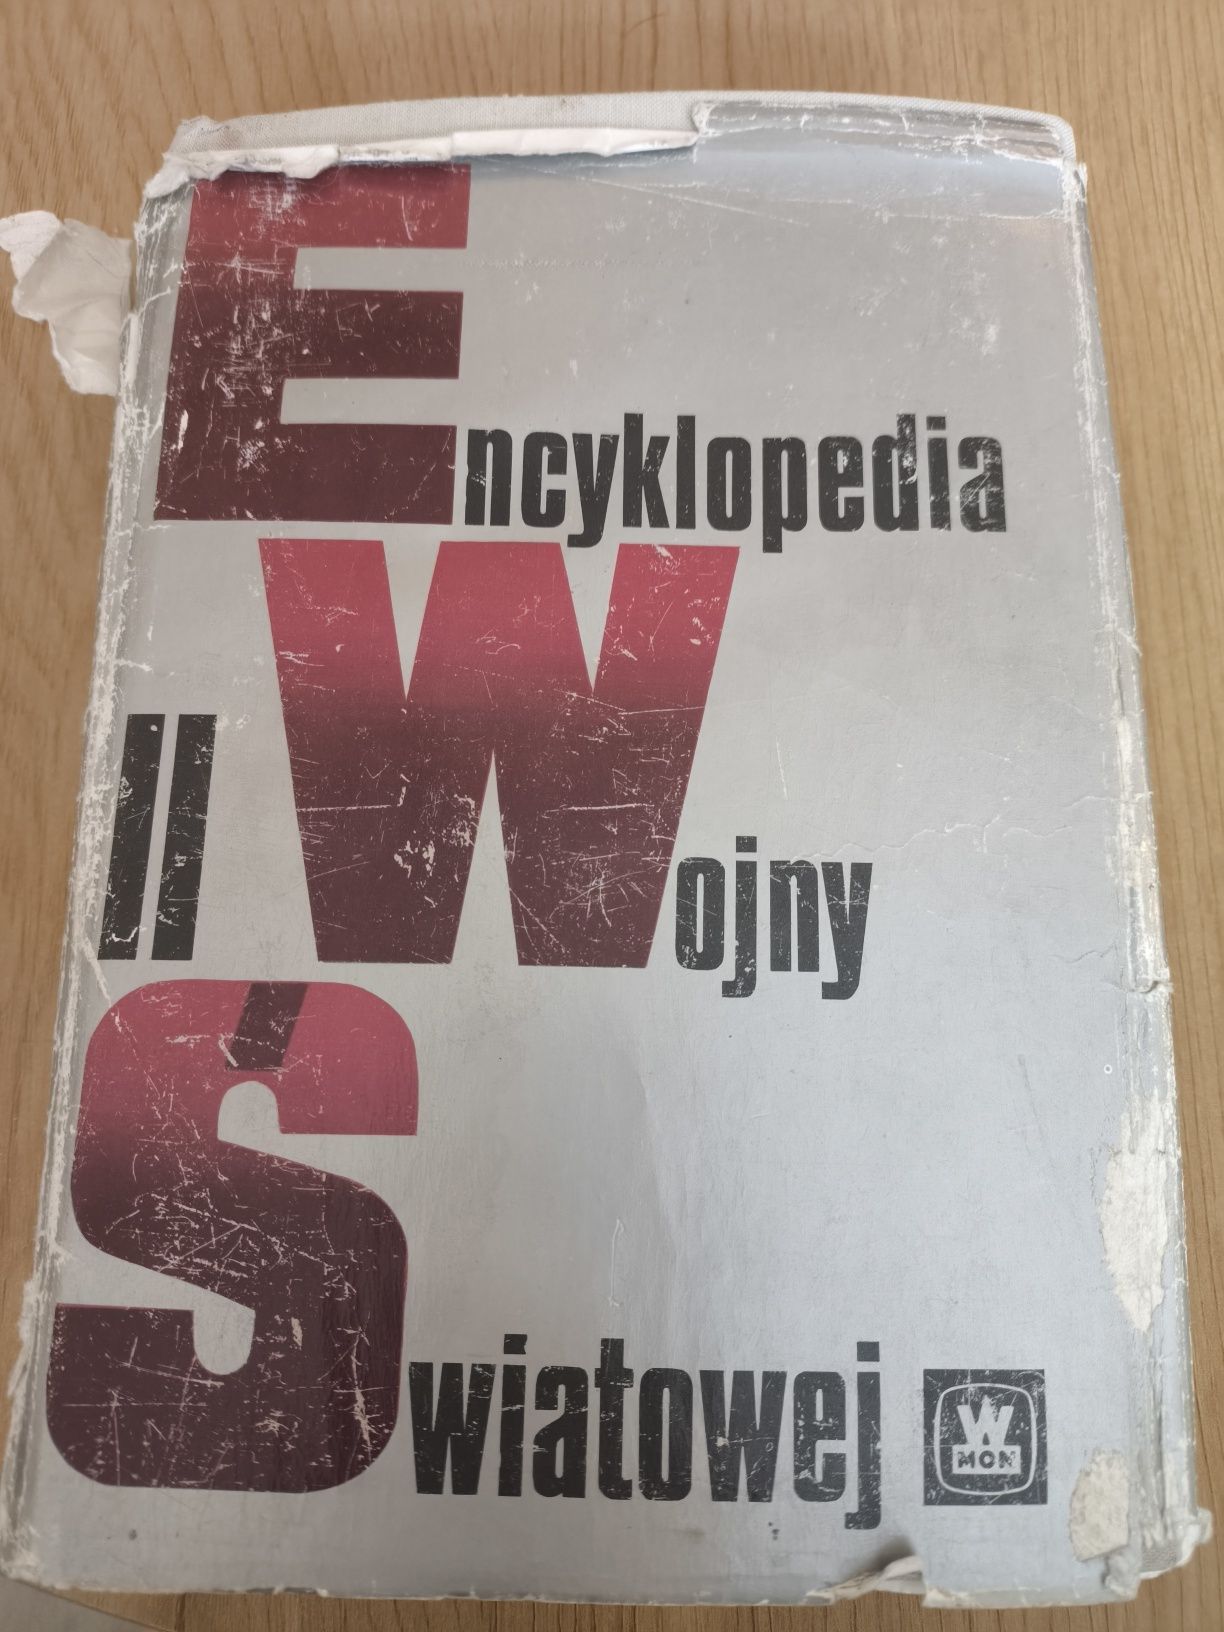 Encyklopedia
II Wojny
Światowej
W
MON